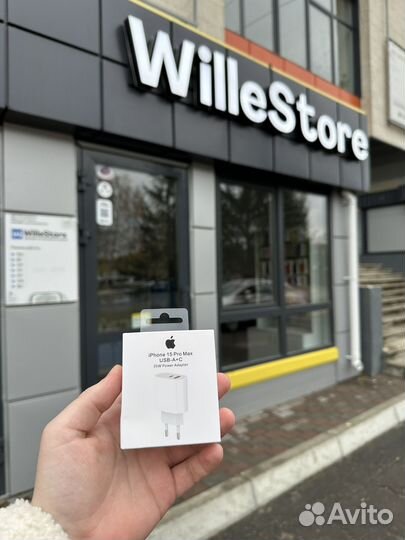 WilleStore
WilleStore
iPhone 15 Pro Max
USB-A+C
35W Power Adapter
Avito